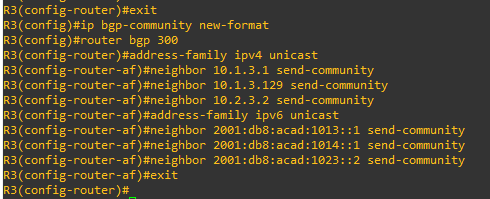 R3(config-router)#exit
R3(config)#ip bgp-community new-format
R3(config)#router bgp 300
R3(config-router)#address-family ipv4 unicast
R3(config-router-af)#neighbor 10.1.3.1 send-community
R3(config-router-af)#neighbor 10.1.3.129 send-community
R3(config-router-af)#neighbor 10.2.3.2 send-community
R3(config-router-af)#address-family ipv6 unicast
R3(config-router-af)#neighbor 2001:db8:acad:1013::1 send-community
R3(config-router-af)#neighbor 2001:db8:acad:1014::1 send-community
R3(config-router-af)#neighbor 2001:db8:acad:1023::2 send-community
R3(config-router-af)#exit
R3(config-router)#